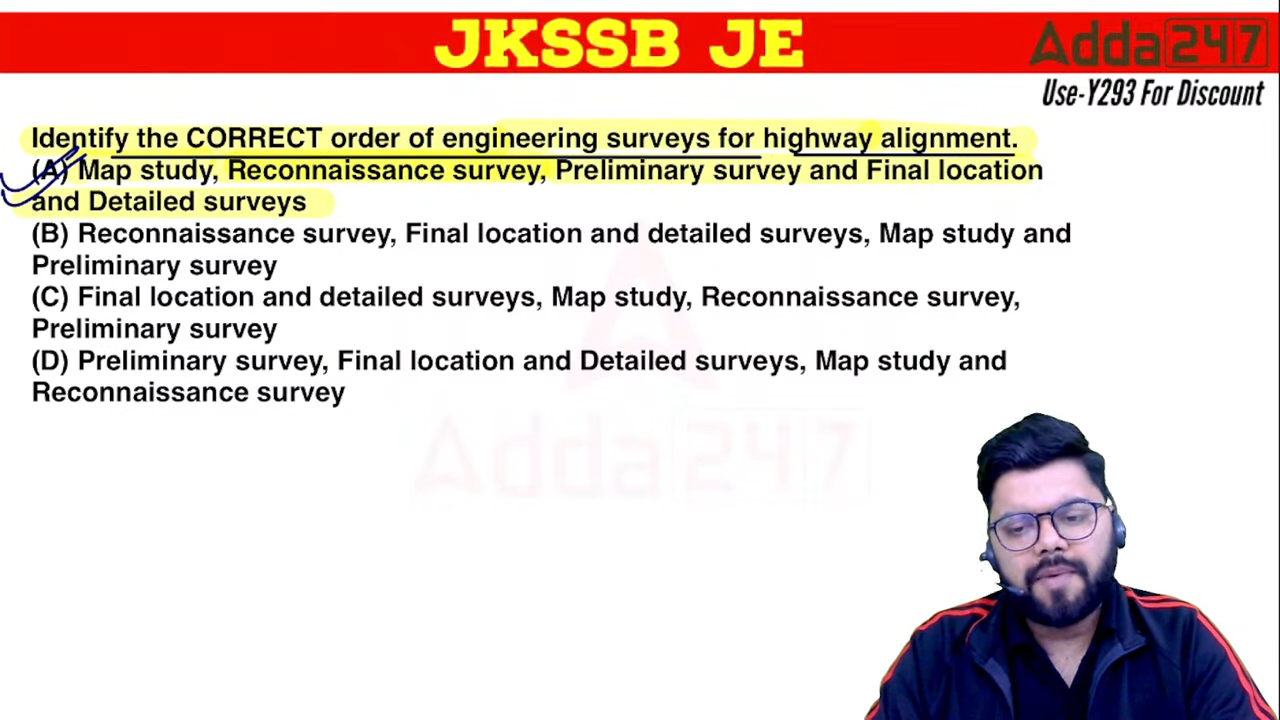 JKSSB JE
Adda247
Use-Y293 For Discount
Identify the CORRECT order of engineering surveys for highway alignment.
(A) Map study, Reconnaissance survey, Preliminary survey and Final location
and Detailed surveys
(B) Reconnaissance survey, Final location and detailed surveys, Map study and
Preliminary survey
(C) Final location and detailed surveys, Map study, Reconnaissance survey,
Preliminary survey
(D) Preliminary survey, Final location and Detailed surveys, Map study and
Reconnaissance survey
Adda247